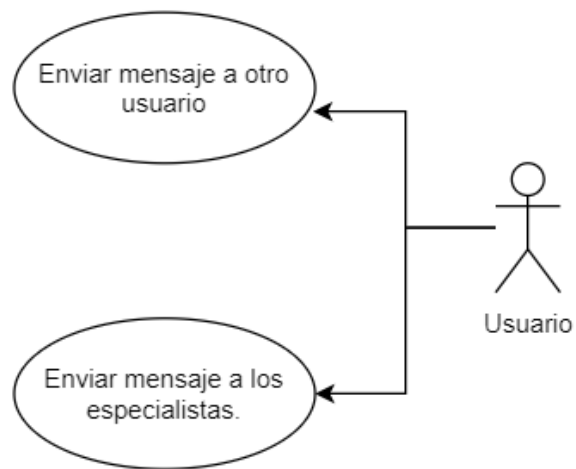 Enviar mensaje a otro
usuario
Usuario
Enviar mensaje a los
especialistas.